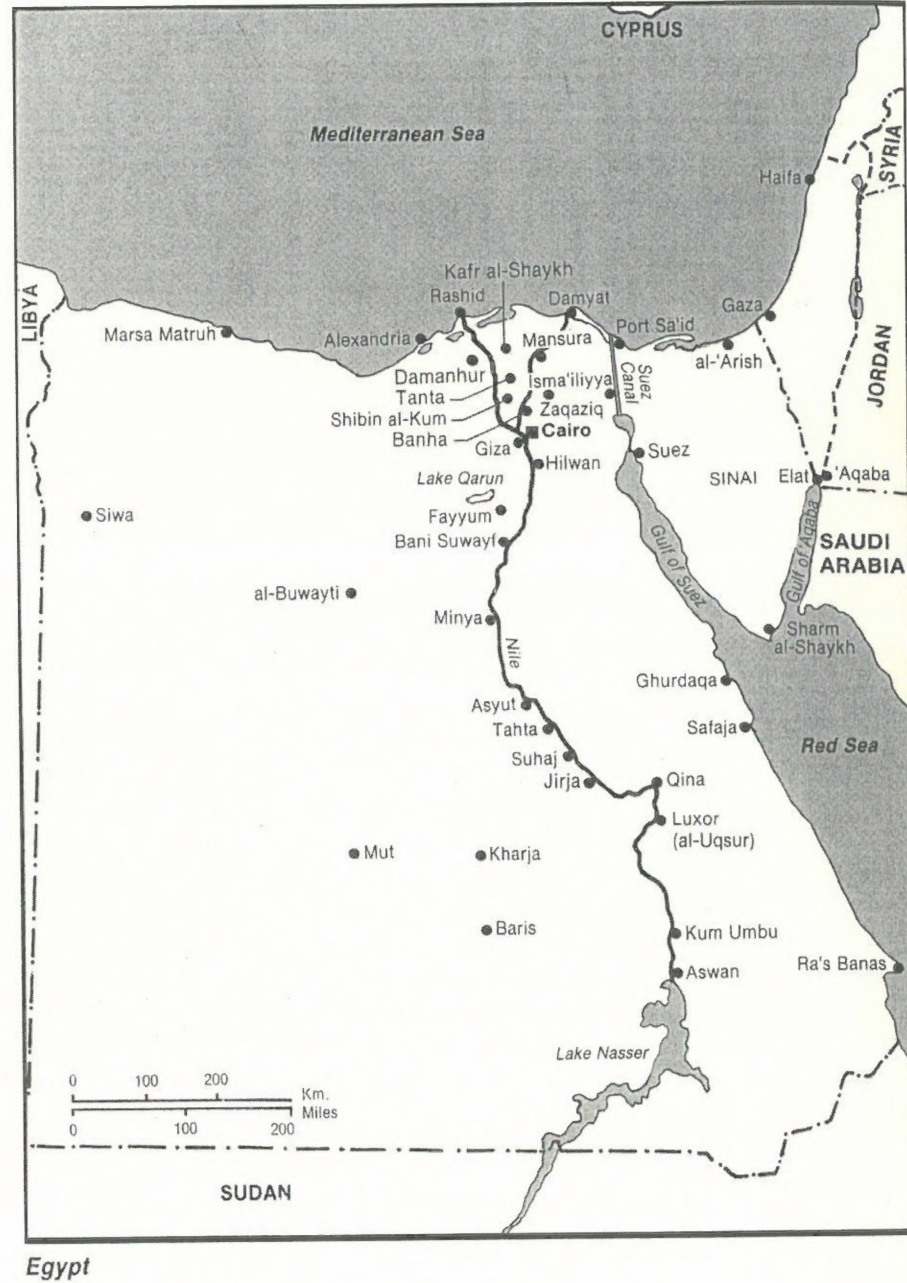 CYPRUS
Mediterranean Sea
SYRIA
Haifa
Kafr al-Shaykh
Rashid
Damyat
Gaza
LIBYA
Marsa Matruh
Alexandria
Mansura
Port Sa'id
al-'Arish
JORDAN
Damanhur
Isma'iliyya
Suez
Canal
Tanta
Shibin al-Kum
Zaqaziq
Banha
Cairo
Giza
Suez
Hilwan
SINAI
Elat
'Aqaba
Lake Qarun
Siwa
Fayyum
Bani Suwayf
Gulf of Suez
Gulf of 'Aqaba
SAUDI
ARABIA
al-Buwayti
Minya
Nile
Sharm
al-Shaykh
Ghurdaqa
Asyut
Tahta
Safaja
Red Sea
Suhaj
Jirja
Qina
Luxor
(al-Uqsur)
Mut
Kharja
Baris
Kum Umbu
Aswan
Ra's Banas
Lake Nasser
0 100 200
Km.
Miles
0 100 200
SUDAN
Egypt